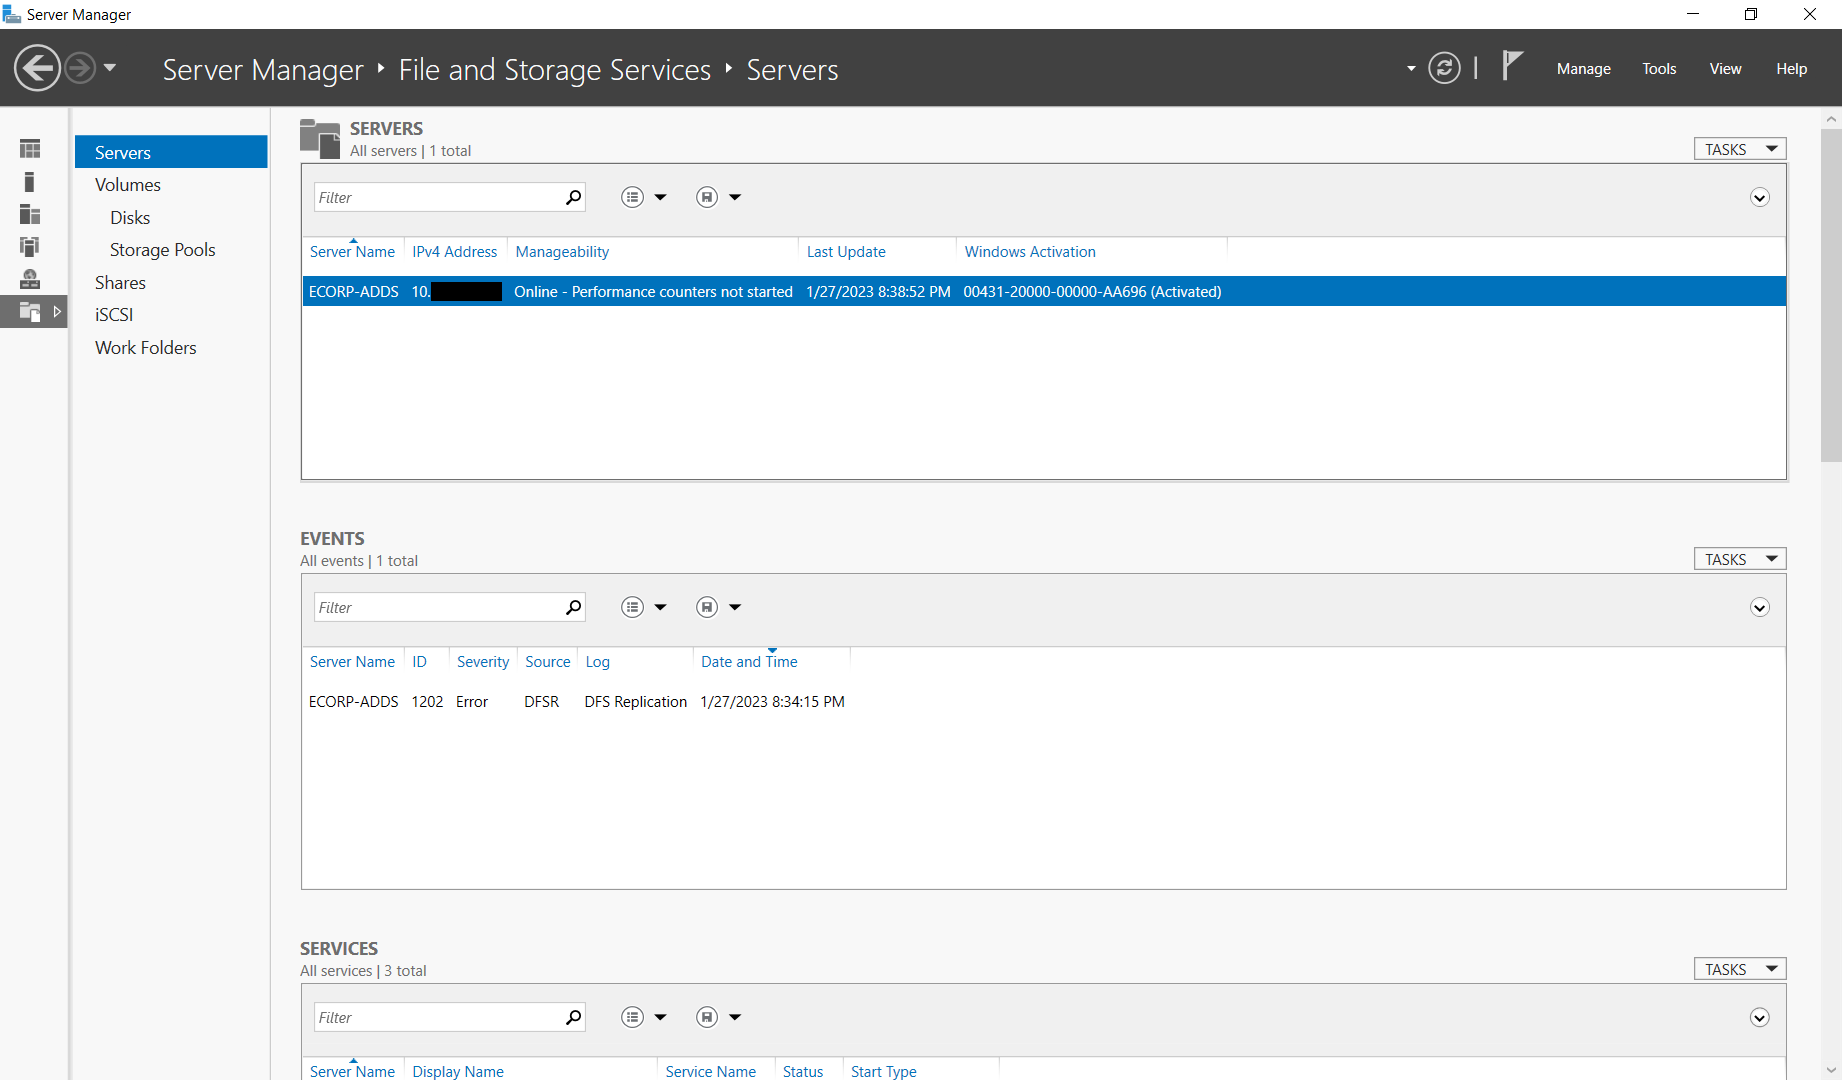 Server Manager
Server Manager ‣ File and Storage Services ‣ Servers
Manage Tools View Help
Servers
Volumes
Disks
Storage Pools
Shares
iSCSI
Work Folders
SERVERS
All servers | 1 total
TASKS
Filter
Server Name IPv4 Address Manageability Last Update Windows Activation
ECORP-ADDS 10. Online - Performance counters not started 1/27/2023 8:38:52 PM 00431-20000-00000-AA696 (Activated)
EVENTS
All events | 1 total
TASKS
Filter
Server Name ID Severity Source Log Date and Time
ECORP-ADDS 1202 Error DFSR DFS Replication 1/27/2023 8:34:15 PM
SERVICES
All services | 3 total
TASKS
Filter
Server Name Display Name Service Name Status Start Type